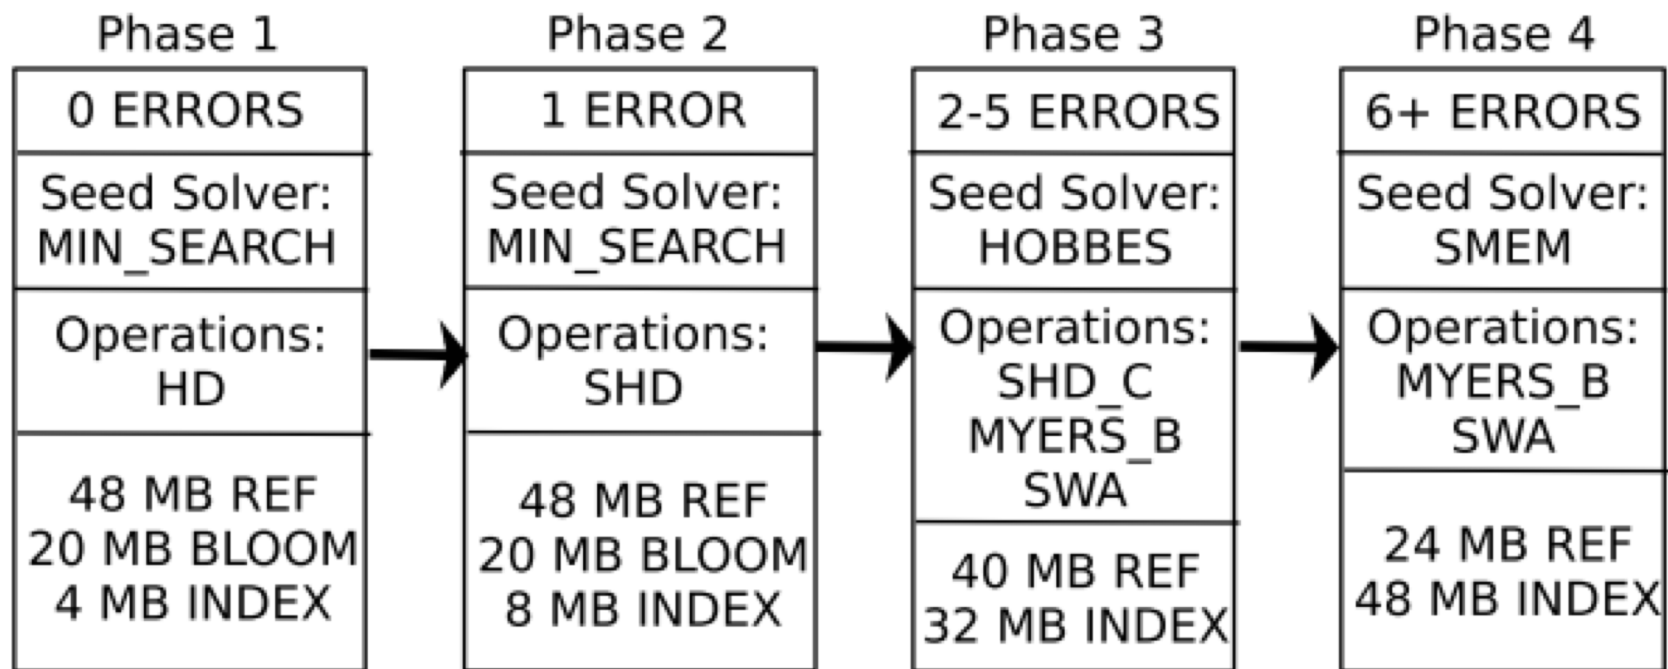 Phase 1
0 ERRORS
Seed Solver:
MIN_SEARCH
Operations:
HD
48 MB REF
20 MB BLOOM
4 MB INDEX
Phase 2
1 ERROR
Seed Solver:
MIN_SEARCH
Operations:
SHD
48 MB REF
20 MB BLOOM
8 MB INDEX
Phase 3
2-5 ERRORS
Seed Solver:
HOBBES
Operations:
SHD_C
MYERS_B
SWA
40 MB REF
32 MB INDEX
Phase 4
6+ ERRORS
Seed Solver:
SMEM
Operations:
MYERS_B
SWA
24 MB REF
48 MB INDEX